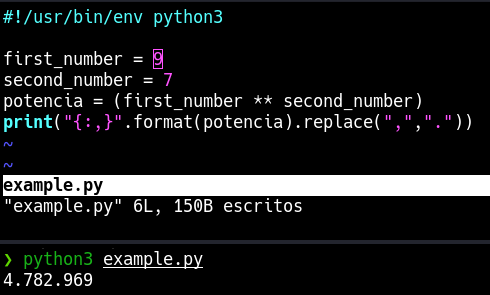 #!/usr/bin/env python3
first_number = 9
second_number = 7
potencia = (first_number ** second_number)
print("{:,}".format(potencia).replace(",","."))
~
~
example.py
"example.py" 6L, 150B escritos
❯ python3 example.py
4.782.969